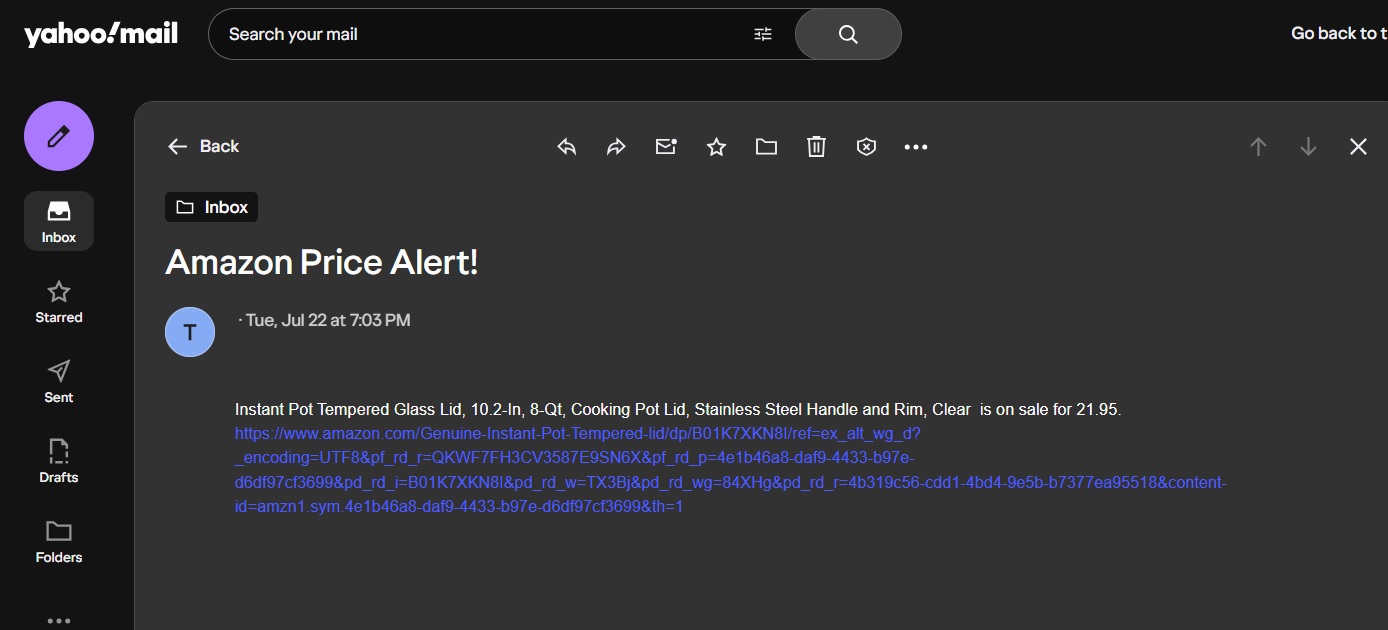 yahoo!mail
Search your mail
Go back to t
Back
Inbox
Inbox
Amazon Price Alert!
Starred
T
· Tue, Jul 22 at 7:03 PM
Sent
Instant Pot Tempered Glass Lid, 10.2-In, 8-Qt, Cooking Pot Lid, Stainless Steel Handle and Rim, Clear  is on sale for 21.95.
https://www.amazon.com/Genuine-Instant-Pot-Tempered-lid/dp/B01K7XKN8I/ref=ex_alt_wg_d?
_encoding=UTF8&pf_rd_r=QKWF7FH3CV3587E9SN6X&pf_rd_p=4e1b46a8-daf9-4433-b97e-
d6df97cf3699&pd_rd_i=B01K7XKN8I&pd_rd_w=TX3Bj&pd_rd_wg=84XHg&pd_rd_r=4b319c56-cdd1-4bd4-9e5b-b7377ea95518&content-
id=amzn1.sym.4e1b46a8-daf9-4433-b97e-d6df97cf3699&th=1
Drafts
Folders